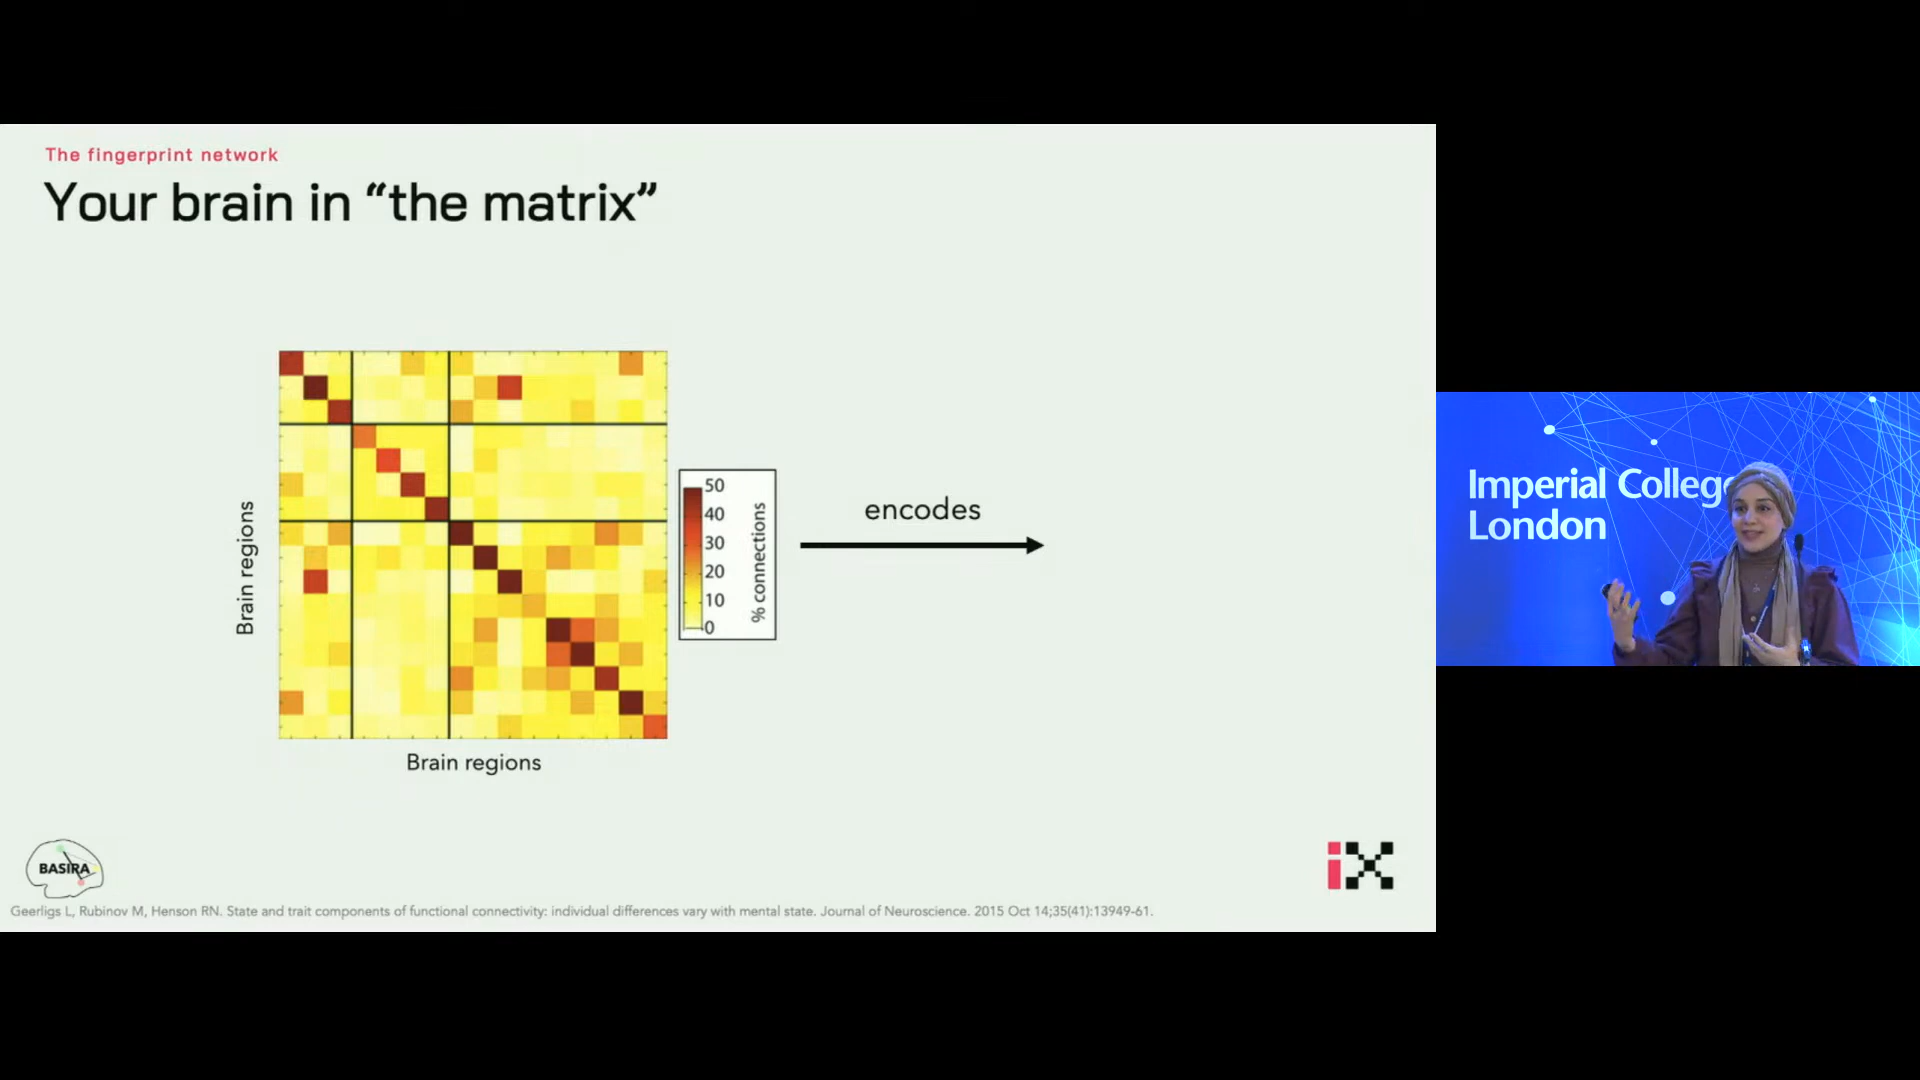 The fingerprint network
Your brain in “the matrix”
Brain regions
50
40
30
20
10
0
% connections
encodes
Brain regions
BASIRA
iX
Geerligs L, Rubinov M, Henson RN. State and trait components of functional connectivity: individual differences vary with mental state. Journal of Neuroscience. 2015 Oct 14;35(41):13949-61.
Imperial College
London